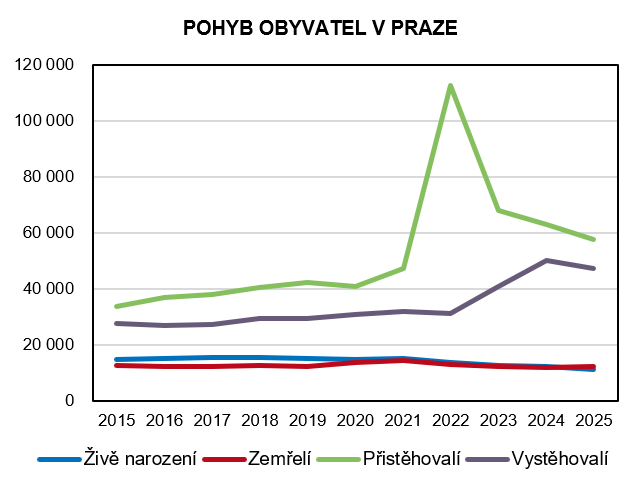 POHYB OBYVATEL V PRAZE
120 000
100 000
80 000
60 000
40 000
20 000
0
2015 2016 2017 2018 2019 2020 2021 2022 2023 2024 2025
Živě narození Zemřelí Přistěhovalí Vystěhovalí